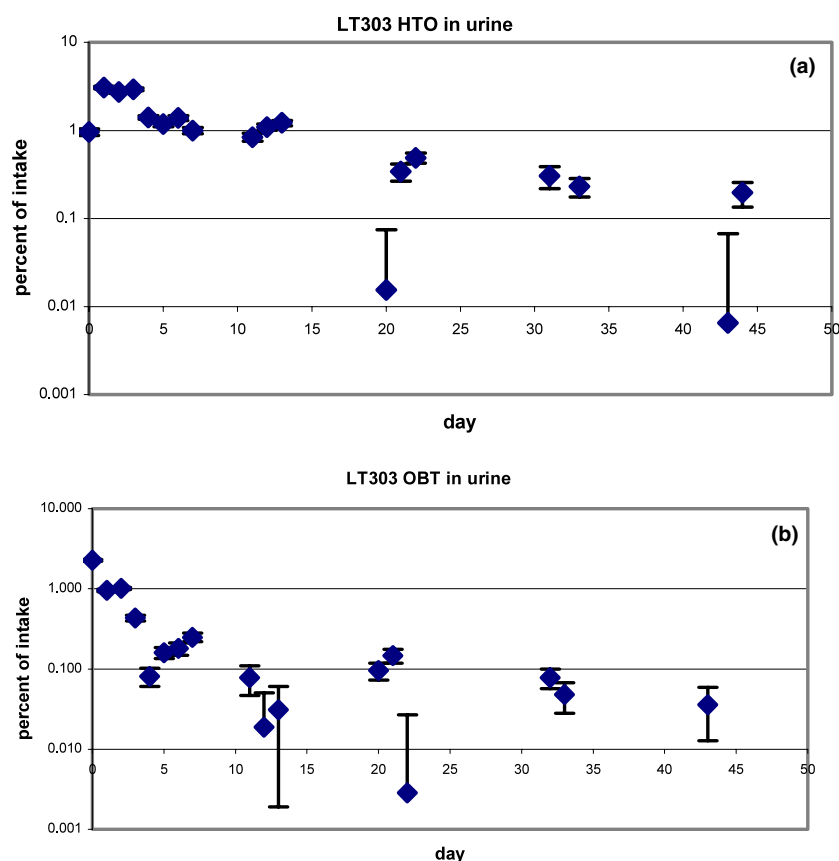 LT303 HTO in urine
(a)
percent of intake
10
1
0.1
0.01
0.001
0 5 10 15 20 25 30 35 40 45 50
day
LT303 OBT in urine
(b)
percent of intake
10.000
1.000
0.100
0.010
0.001
0 5 10 15 20 25 30 35 40 45 50
day